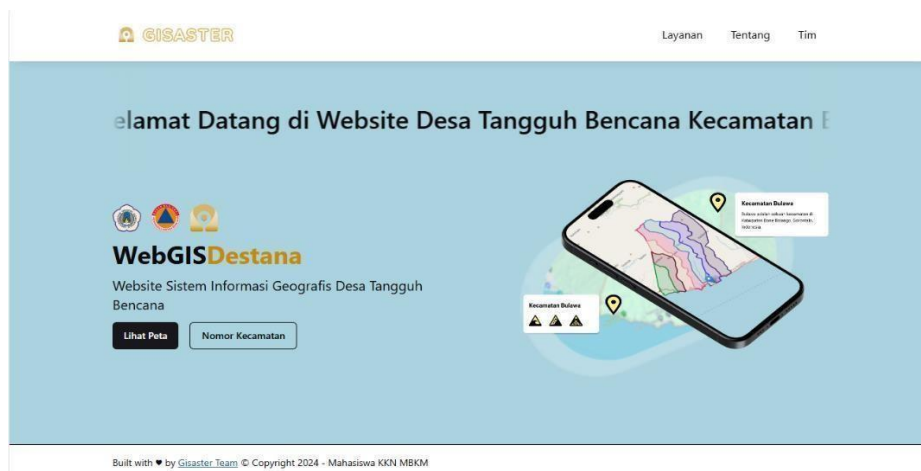 GISASTER
Layanan Tentang Tim
elamat Datang di Website Desa Tangguh Bencana Kecamatan
WebGISDestana
Website Sistem Informasi Geografis Desa Tangguh
Bencana
Lihat Peta Nomor Kecamatan
Kecamatan Bulawa
Kecamatan Bulawa
Built with ♥ by Gisaster Team © Copyright 2024 - Mahasiswa KKN MBKM